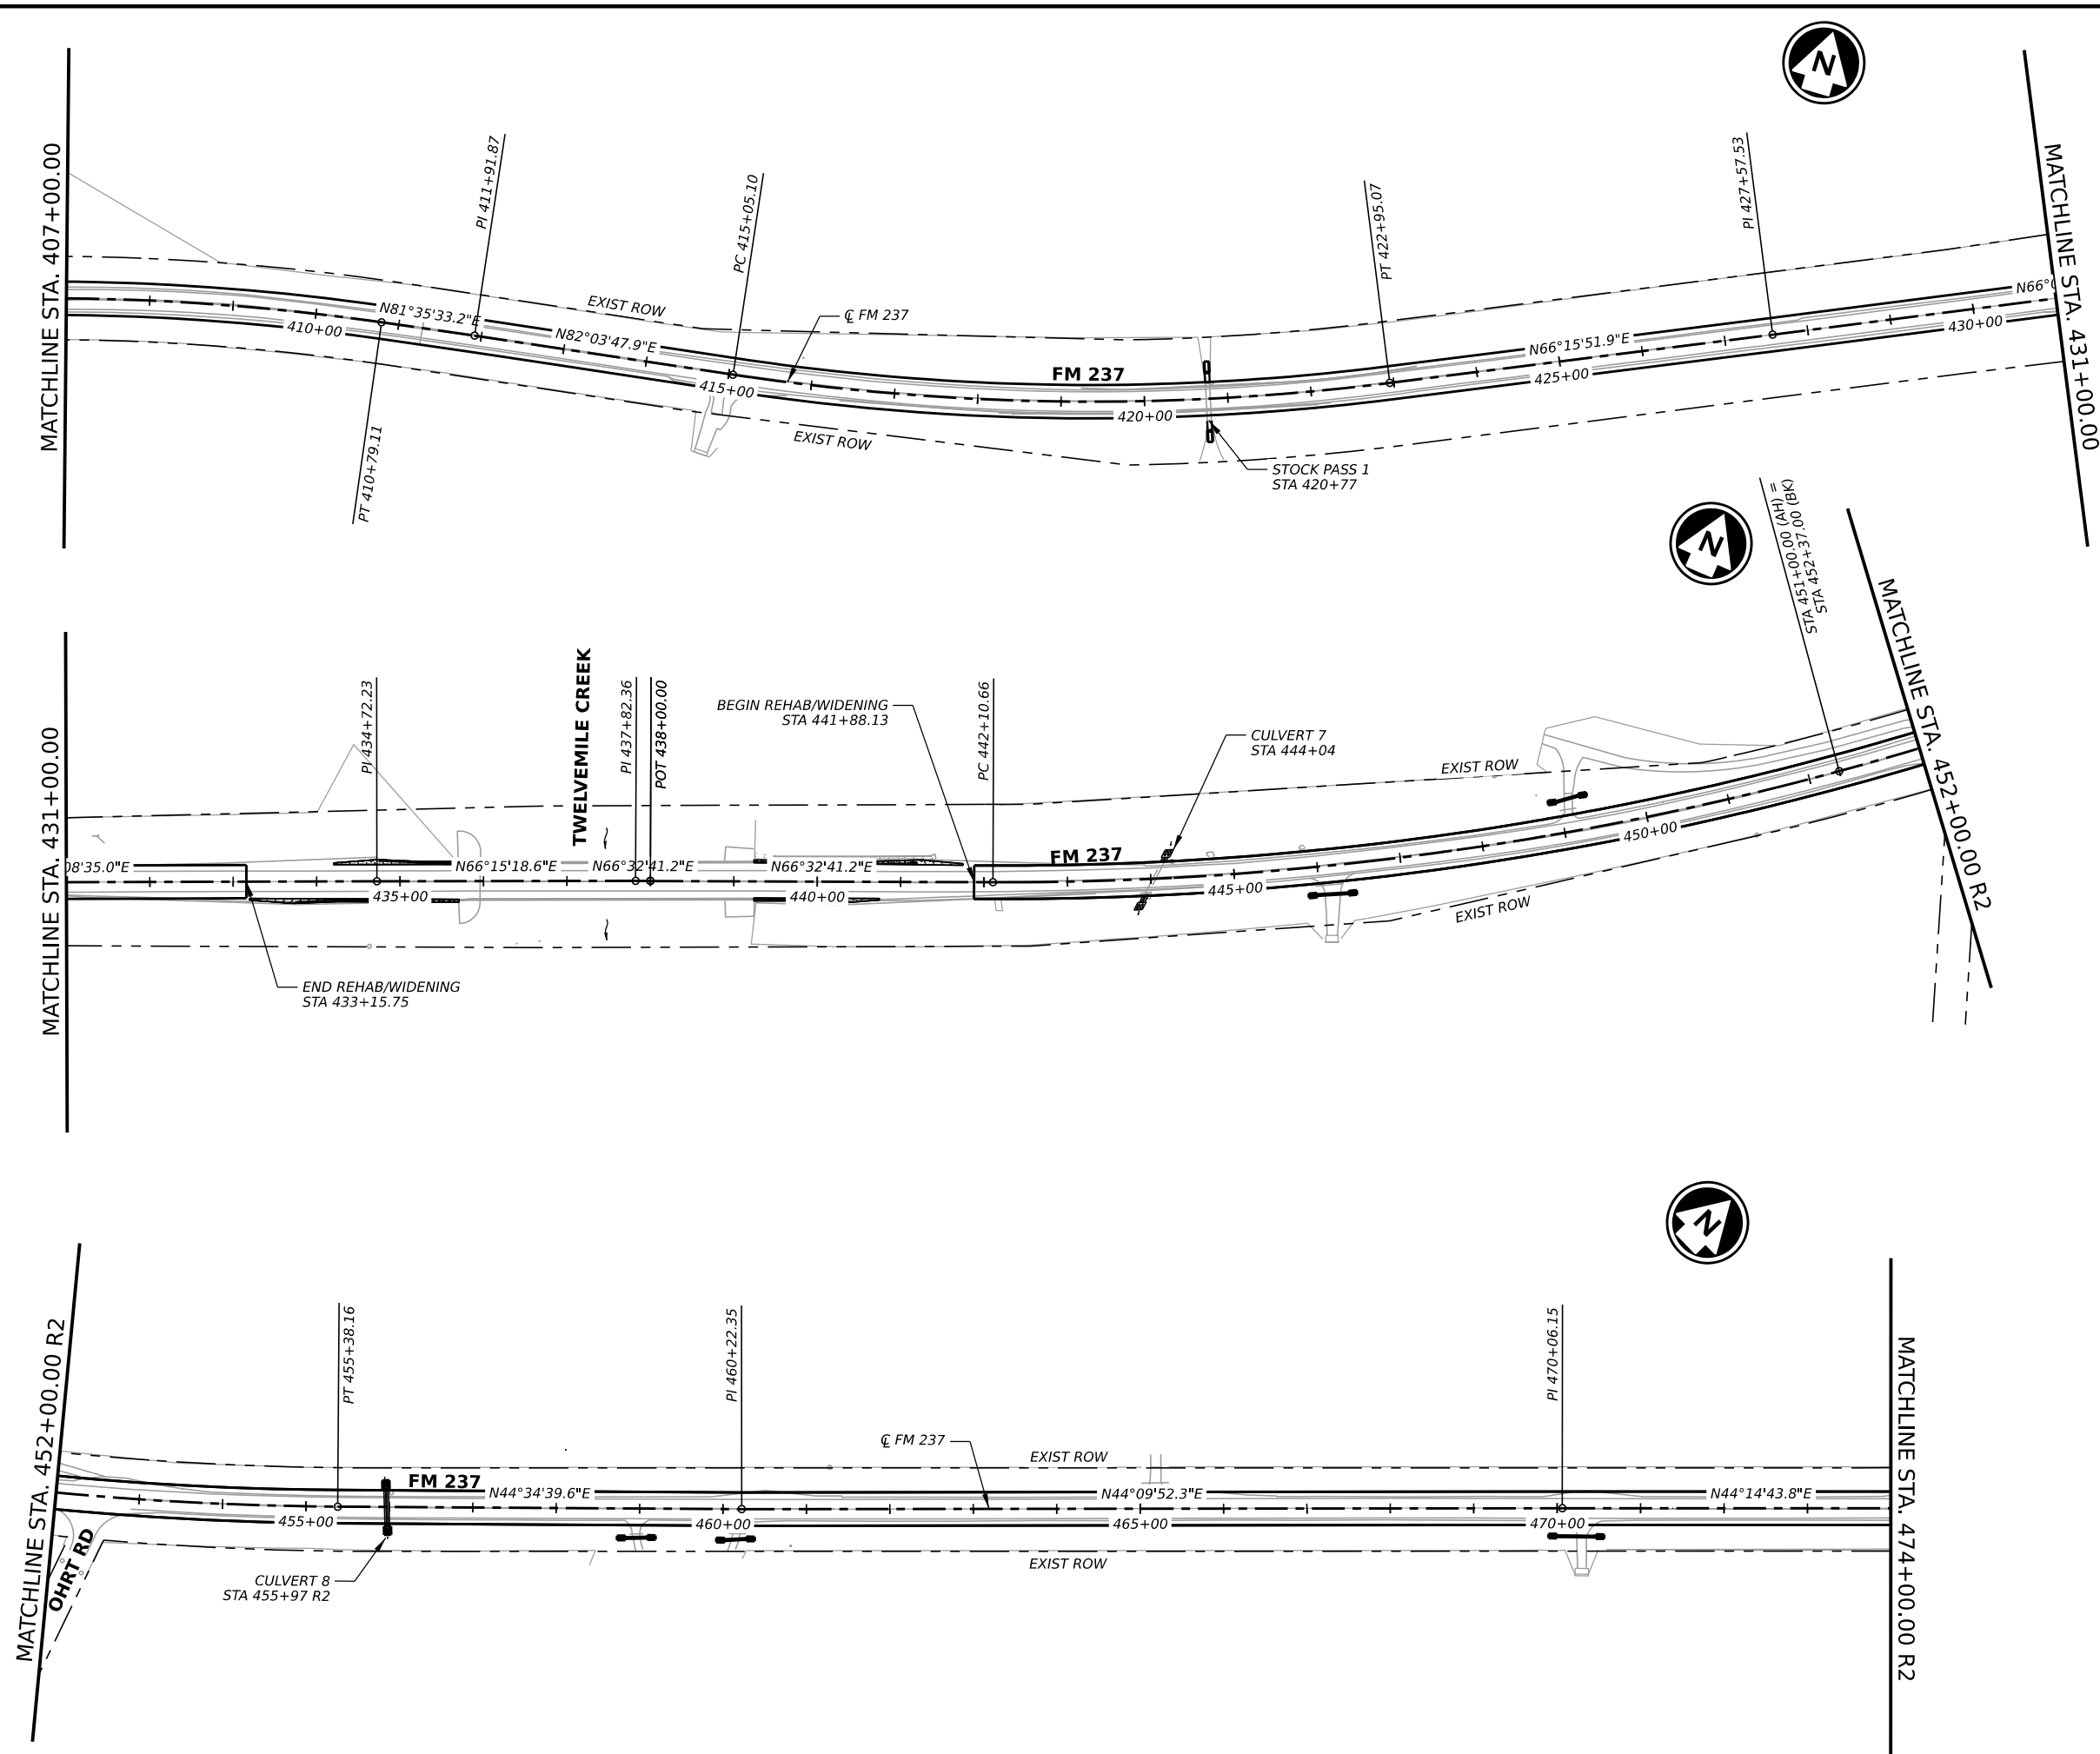 N
MATCHLINE STA. 407+00.00
PI 411+91.87
PC 415+05.10
PT 422+95.07
PI 427+57.53
MATCHLINE STA. 431+00.00
N81°35'33.2"E
410+00
EXIST ROW
N82°03'47.9"E
℄ FM 237
415+00
FM 237
420+00
N66°15'51.9"E
425+00
N66°0
430+00
PT 410+79.11
EXIST ROW
STOCK PASS 1
STA 420+77
N
STA 451+00.00 (AH) =
STA 452+37.00 (BK)
MATCHLINE STA. 431+00.00
PI 434+72.23
TWELVEMILE CREEK
PI 437+82.36
POT 438+00.00
BEGIN REHAB/WIDENING
STA 441+88.13
PC 442+10.66
CULVERT 7
STA 444+04
EXIST ROW
MATCHLINE STA. 452+00.00 R2
08'35.0"E
N66°15'18.6"E
N66°32'41.2"E
N66°32'41.2"E
FM 237
435+00
440+00
445+00
450+00
EXIST ROW
END REHAB/WIDENING
STA 433+15.75
N
MATCHLINE STA. 452+00.00 R2
PT 455+38.16
PI 460+22.35
PI 470+06.15
MATCHLINE STA. 474+00.00 R2
℄ FM 237
EXIST ROW
FM 237
N44°34'39.6"E
N44°09'52.3"E
N44°14'43.8"E
455+00
460+00
465+00
470+00
OHRT RD
EXIST ROW
CULVERT 8
STA 455+97 R2